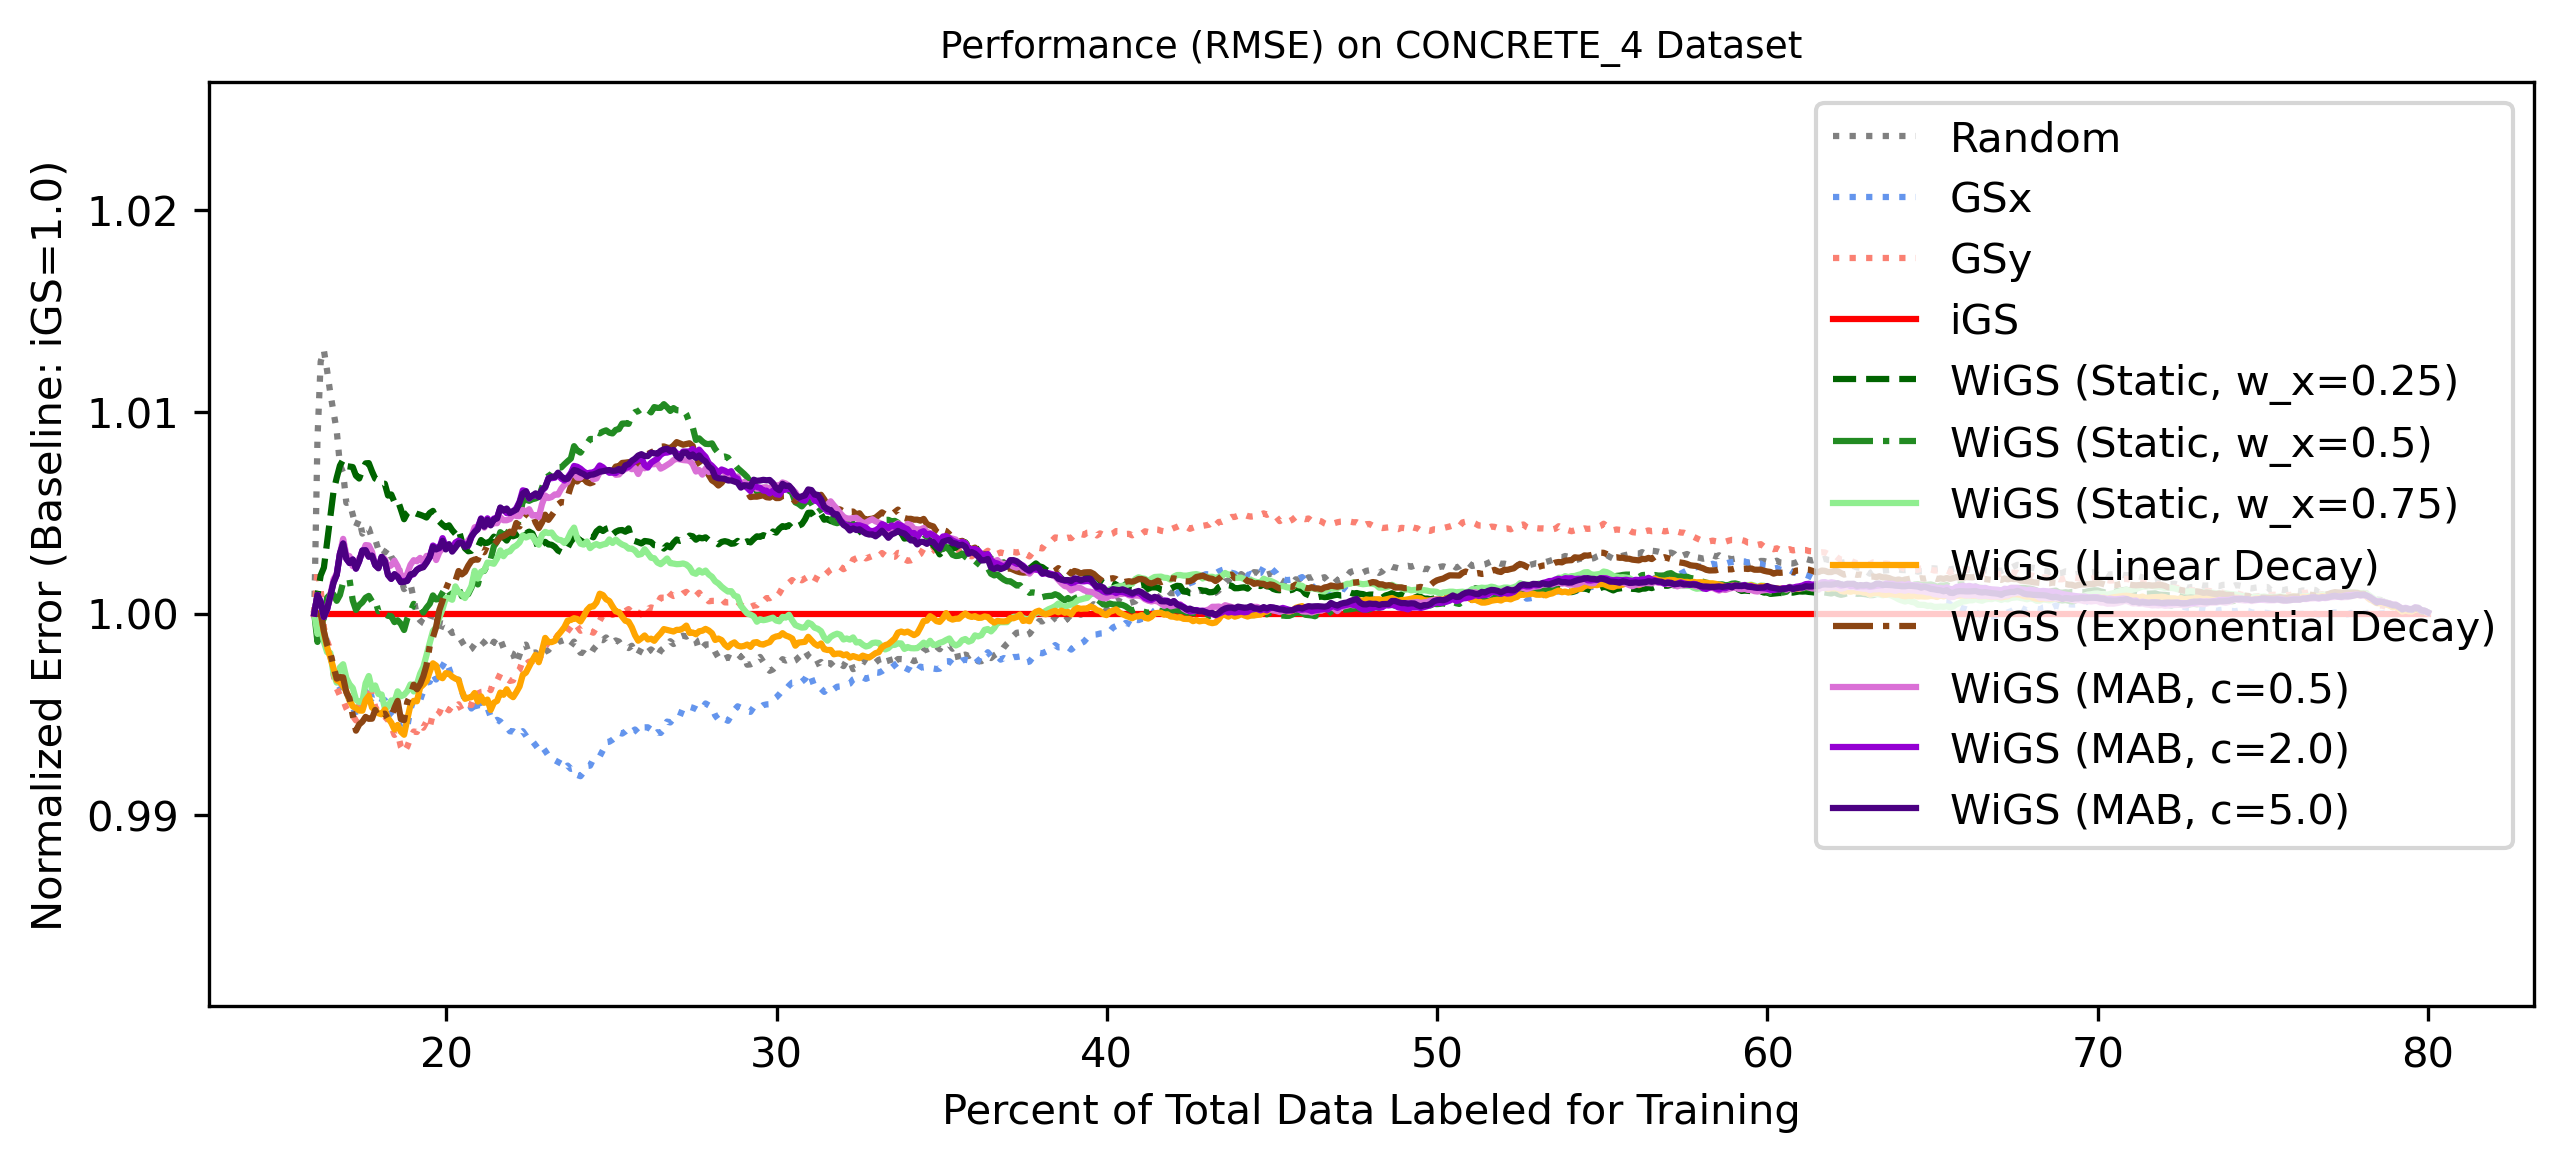 Performance (RMSE) on CONCRETE_4 Dataset
Normalized Error (Baseline: iGS=1.0)
1.02
1.01
1.00
0.99
Random
GSx
GSy
iGS
WiGS (Static, w_x=0.25)
WiGS (Static, w_x=0.5)
WiGS (Static, w_x=0.75)
WiGS (Linear Decay)
WiGS (Exponential Decay)
WiGS (MAB, c=0.5)
WiGS (MAB, c=2.0)
WiGS (MAB, c=5.0)
20 30 40 50 60 70 80
Percent of Total Data Labeled for Training